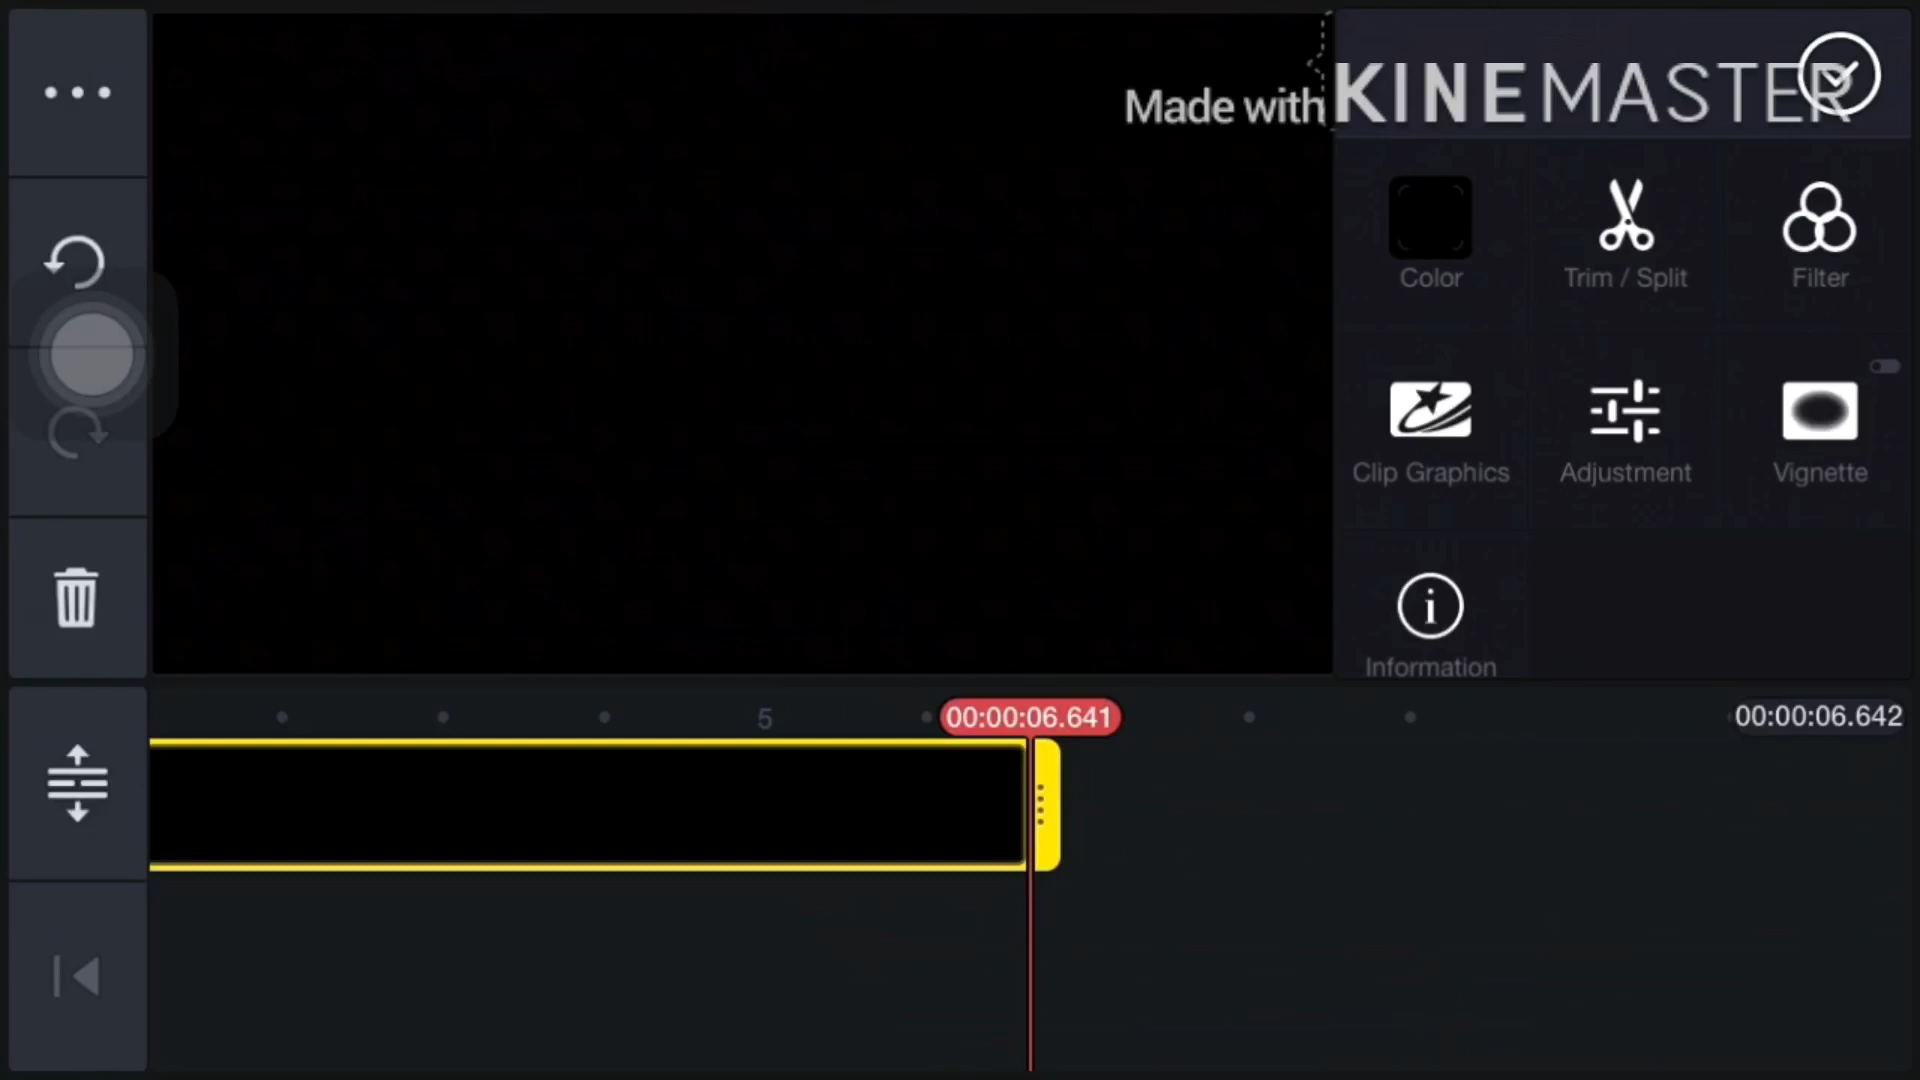 Made with KINEMASTER
Color
Trim / Split
Filter
Clip Graphics
Adjustment
Vignette
Information
5
00:00:06.641
00:00:06.642